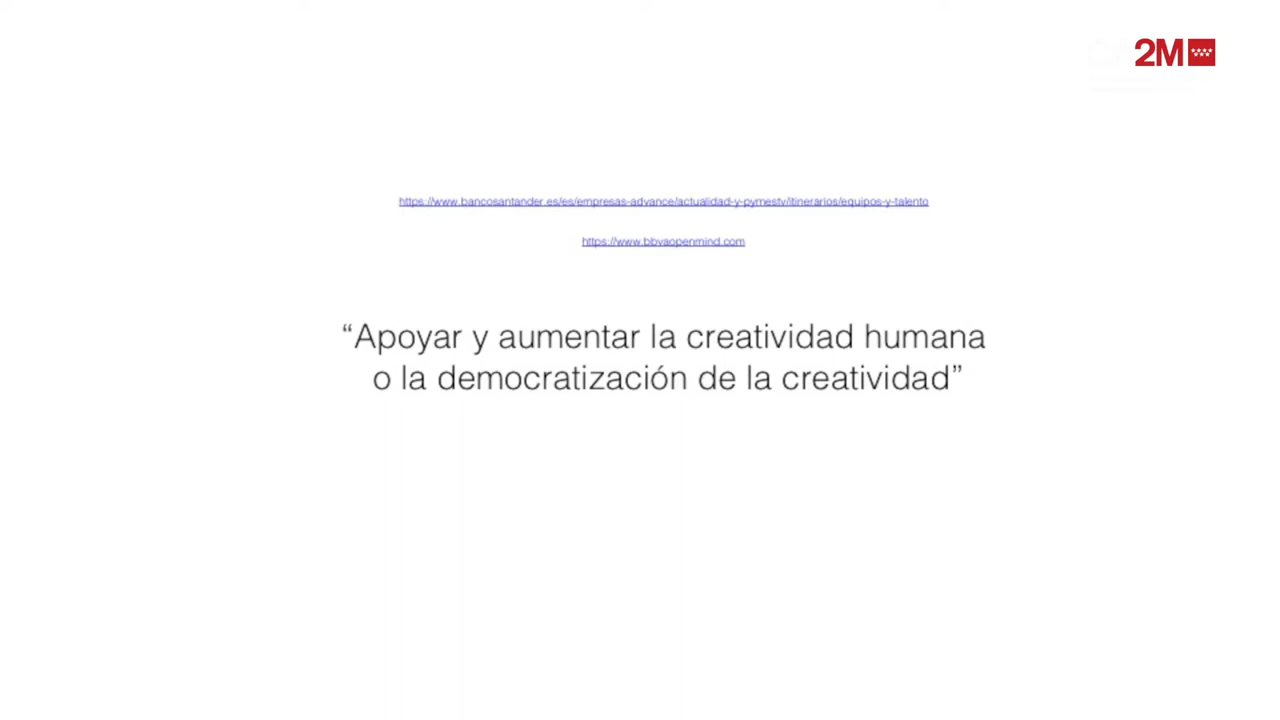 2M
https://www.bancosantander.es/es/empresas-advance/actualidad-y-pymestv/itinerarios/equipos-y-talento
https://www.bbvaopenmind.com
“Apoyar y aumentar la creatividad humana
o la democratización de la creatividad”